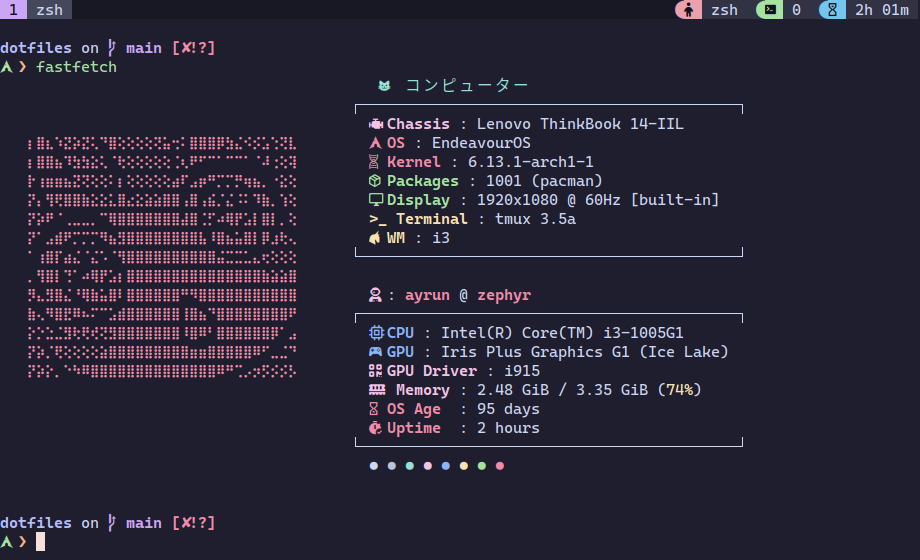 1 zsh zsh 0 2h 01m
dotfiles on main [✘!?]
❯ fastfetch
コンピューター
Chassis : Lenovo ThinkBook 14-IIL
OS : EndeavourOS
Kernel : 6.13.1-arch1-1
Packages : 1001 (pacman)
Display : 1920x1080 @ 60Hz [built-in]
>_ Terminal : tmux 3.5a
WM : i3
: ayrun @ zephyr
CPU : Intel(R) Core(TM) i3-1005G1
GPU : Iris Plus Graphics G1 (Ice Lake)
GPU Driver : i915
Memory : 2.48 GiB / 3.35 GiB (74%)
OS Age : 95 days
Uptime : 2 hours
dotfiles on main [✘!?]
❯